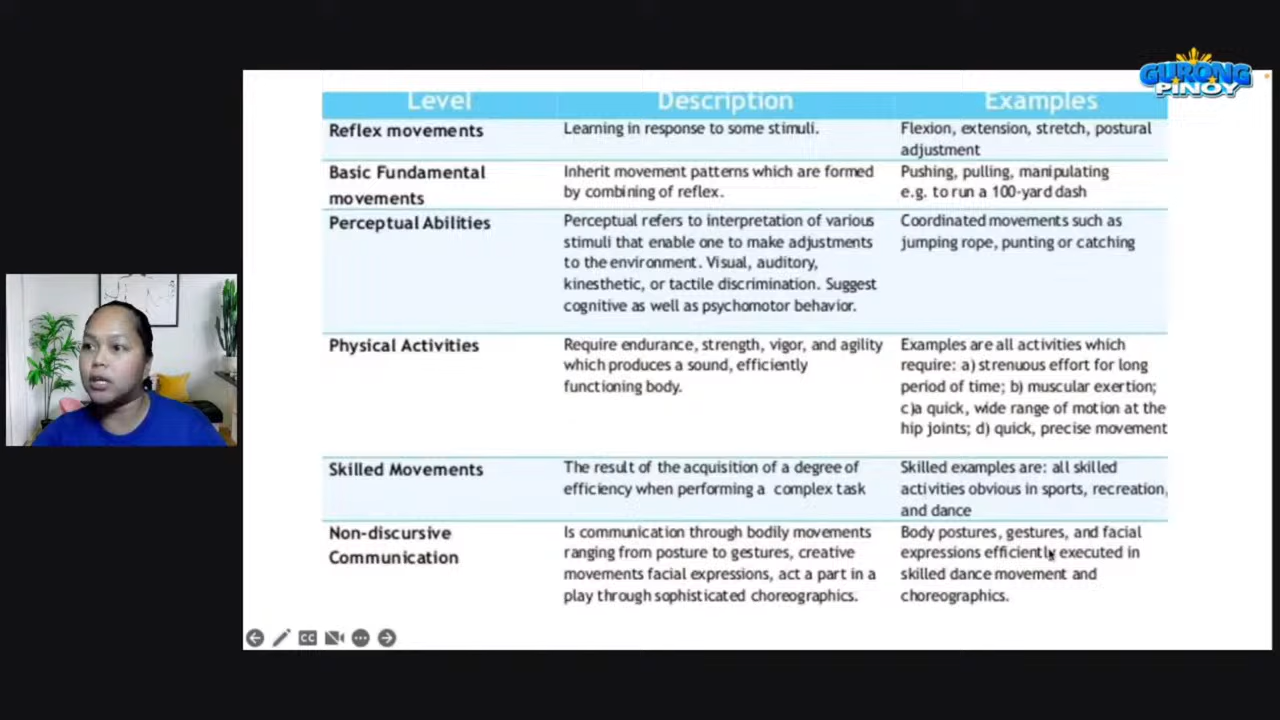 GURONG
PINOY
Level Description Examples
Reflex movements
Learning in response to some stimuli.
Flexion, extension, stretch, postural
adjustment
Basic Fundamental
movements
Inherit movement patterns which are formed
by combining of reflex.
Pushing, pulling, manipulating
e.g. to run a 100-yard dash
Perceptual Abilities
Perceptual refers to interpretation of various
stimuli that enable one to make adjustments
to the environment. Visual, auditory,
kinesthetic, or tactile discrimination. Suggest
cognitive as well as psychomotor behavior.
Coordinated movements such as
jumping rope, punting or catching
Physical Activities
Require endurance, strength, vigor, and agility
which produces a sound, efficiently
functioning body.
Examples are all activities which
require: a) strenuous effort for long
period of time; b) muscular exertion;
c)a quick, wide range of motion at the
hip joints; d) quick, precise movement
Skilled Movements
The result of the acquisition of a degree of
efficiency when performing a complex task
Skilled examples are: all skilled
activities obvious in sports, recreation,
and dance
Non-discursive
Communication
Is communication through bodily movements
ranging from posture to gestures, creative
movements facial expressions, act a part in a
play through sophisticated choreographics.
Body postures, gestures, and facial
expressions efficiently executed in
skilled dance movement and
choreographics.
CC